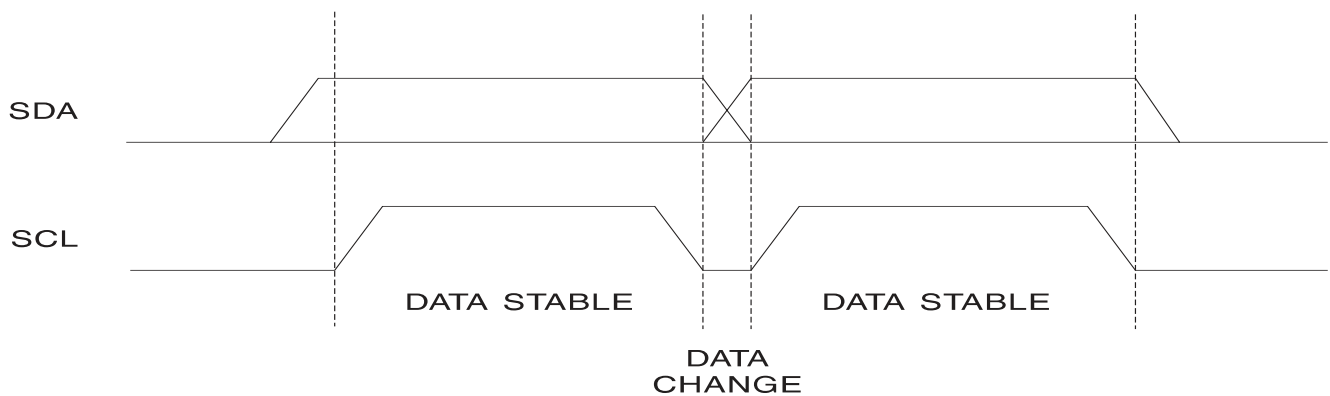 SDA
SCL
DATA STABLE
DATA STABLE
DATA
CHANGE